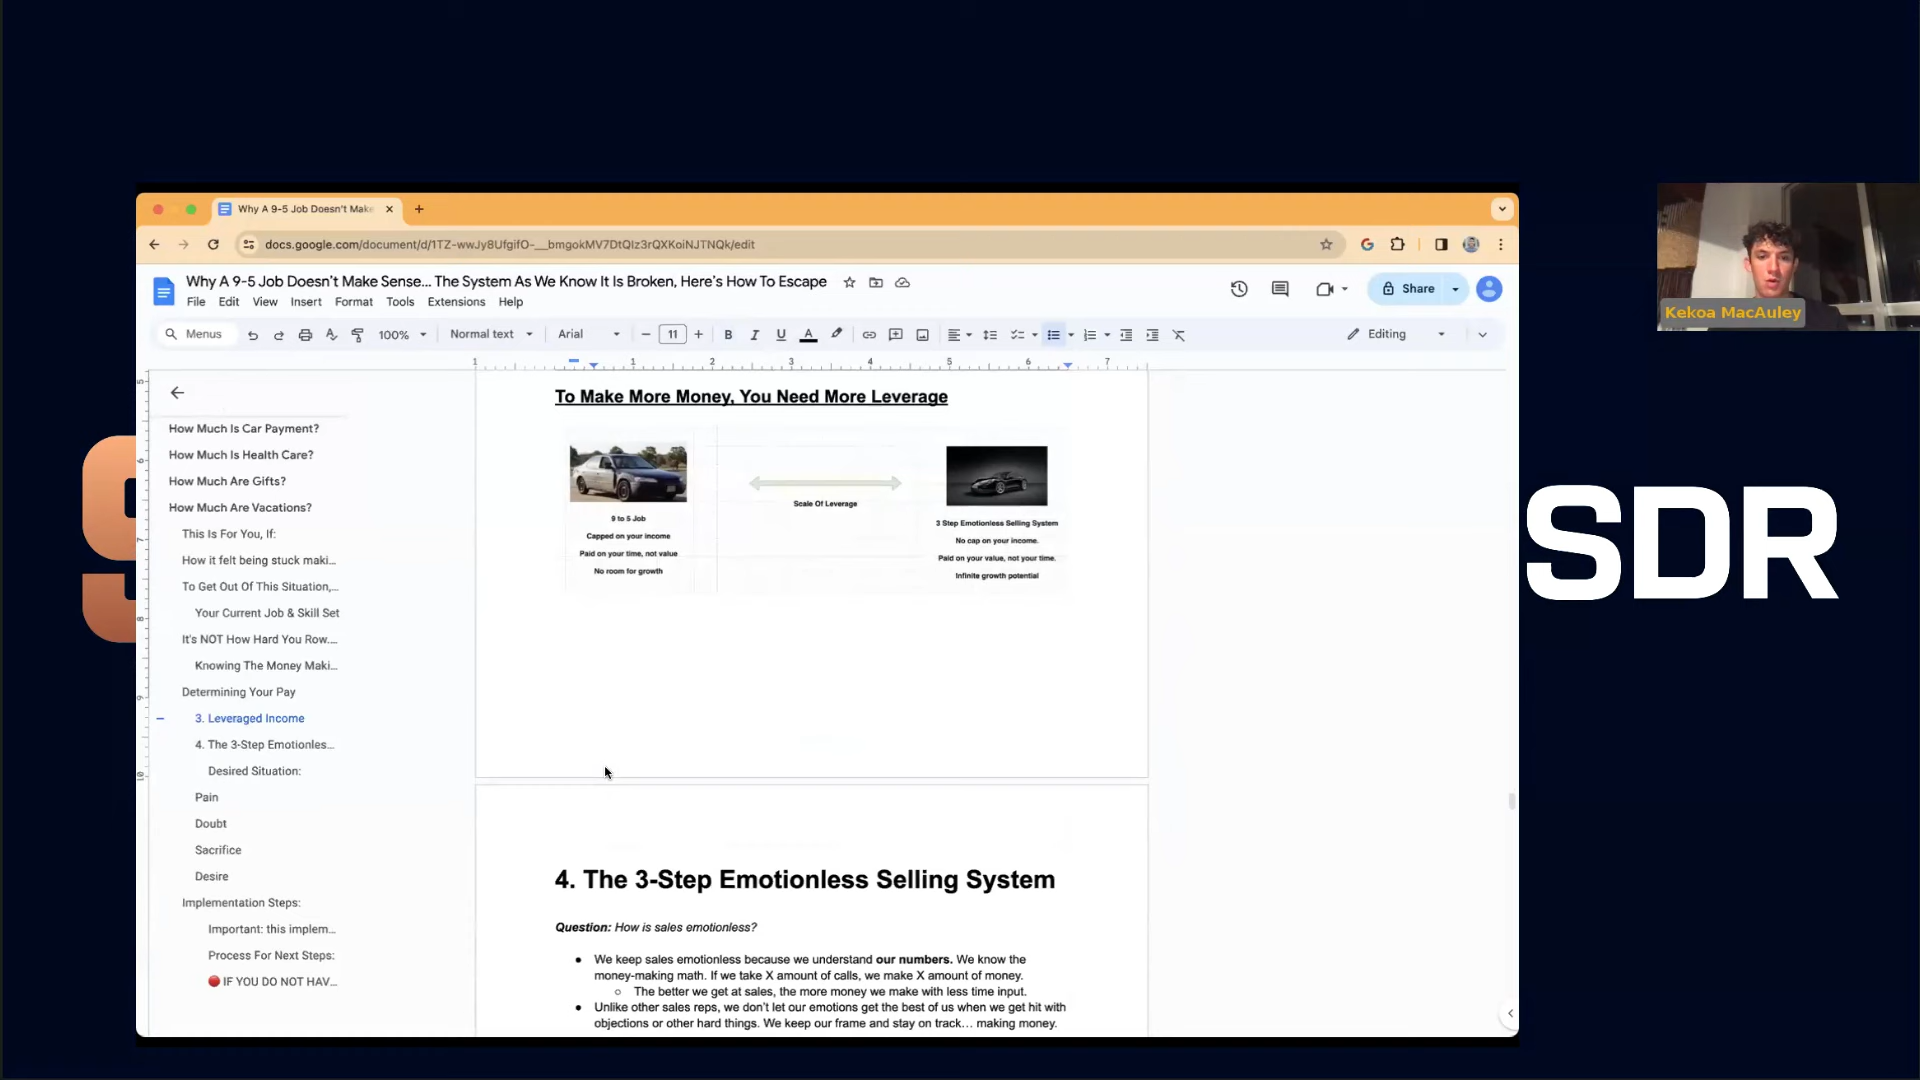 Why A 9-5 Job Doesn't Make
docs.google.com/document/d/1TZ-wwJy8UfgifO-__bmgokMV7DtQIz3rQXKoiNJTNQk/edit
Why A 9-5 Job Doesn't Make Sense... The System As We Know It Is Broken, Here's How To Escape
File Edit View Insert Format Tools Extensions Help
Share
Menus 100% Normal text Arial 11 B I U A Editing
1 1 2 3 4 5 6 7
How Much Is Car Payment?
How Much Is Health Care?
How Much Are Gifts?
How Much Are Vacations?
This Is For You, If:
How it felt being stuck maki...
To Get Out Of This Situation,...
Your Current Job & Skill Set
It's NOT How Hard You Row....
Knowing The Money Maki...
Determining Your Pay
3. Leveraged Income
4. The 3-Step Emotionles...
Desired Situation:
Pain
Doubt
Sacrifice
Desire
Implementation Steps:
Important: this implem...
Process For Next Steps:
IF YOU DO NOT HAV...
To Make More Money, You Need More Leverage
9 to 5 Job
Capped on your income
Paid on your time, not value
No room for growth
Scale Of Leverage
3 Step Emotionless Selling System
No cap on your income.
Paid on your value, not your time.
Infinite growth potential
4. The 3-Step Emotionless Selling System
Question: How is sales emotionless?
We keep sales emotionless because we understand our numbers. We know the
money-making math. If we take X amount of calls, we make X amount of money.
The better we get at sales, the more money we make with less time input.
Unlike other sales reps, we don't let our emotions get the best of us when we get hit with
objections or other hard things. We keep our frame and stay on track... making money.
Kekoa MacAuley
SDR